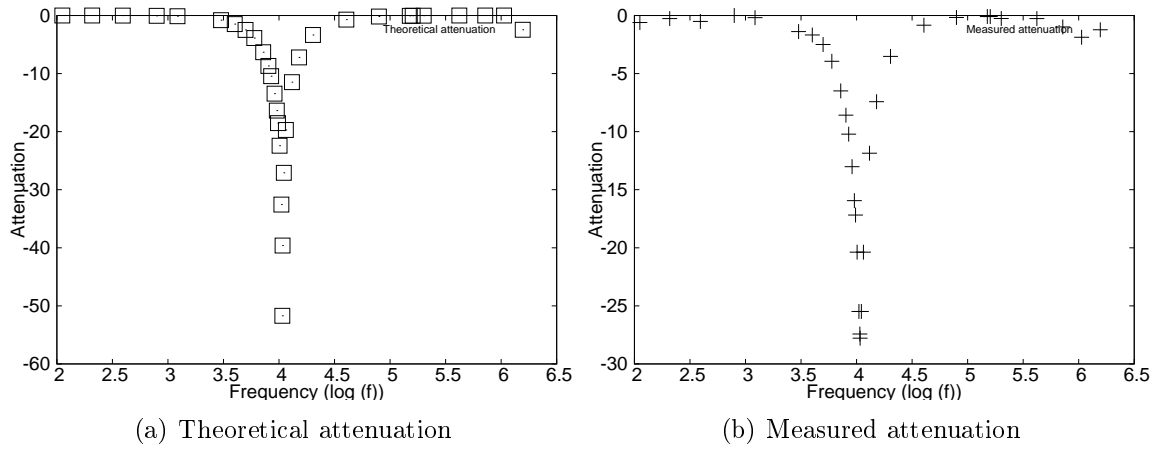 0
-10
-20
-30
-40
-50
-60
2 2.5 3 3.5 4 4.5 5 5.5 6 6.5
Attenuation
Frequency (log (f))
Theoretical attenuation
(a) Theoretical attenuation
0
-5
-10
-15
-20
-25
-30
2 2.5 3 3.5 4 4.5 5 5.5 6 6.5
Attenuation
Frequency (log (f))
Measured attenuation
(b) Measured attenuation